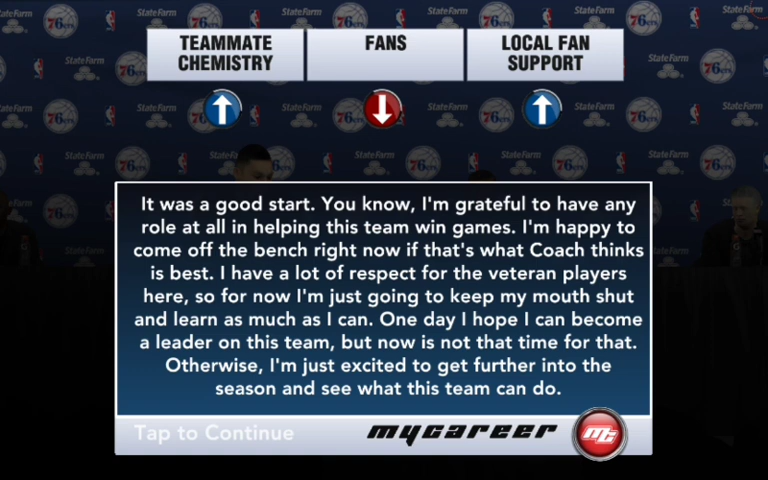 TEAMMATE CHEMISTRY
FANS
LOCAL FAN SUPPORT
It was a good start. You know, I'm grateful to have any
role at all in helping this team win games. I'm happy to
come off the bench right now if that's what Coach thinks
is best. I have a lot of respect for the veteran players
here, so for now I'm just going to keep my mouth shut
and learn as much as I can. One day I hope I can become
a leader on this team, but now is not that time for that.
Otherwise, I'm just excited to get further into the
season and see what this team can do.
Tap to Continue
mycareer
StateFarm
76ers